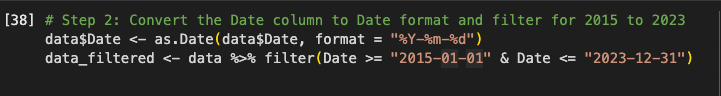 [38] # Step 2: Convert the Date column to Date format and filter for 2015 to 2023
data$Date <- as.Date(data$Date, format = "%Y-%m-%d")
data_filtered <- data %>% filter(Date >= "2015-01-01" & Date <= "2023-12-31")